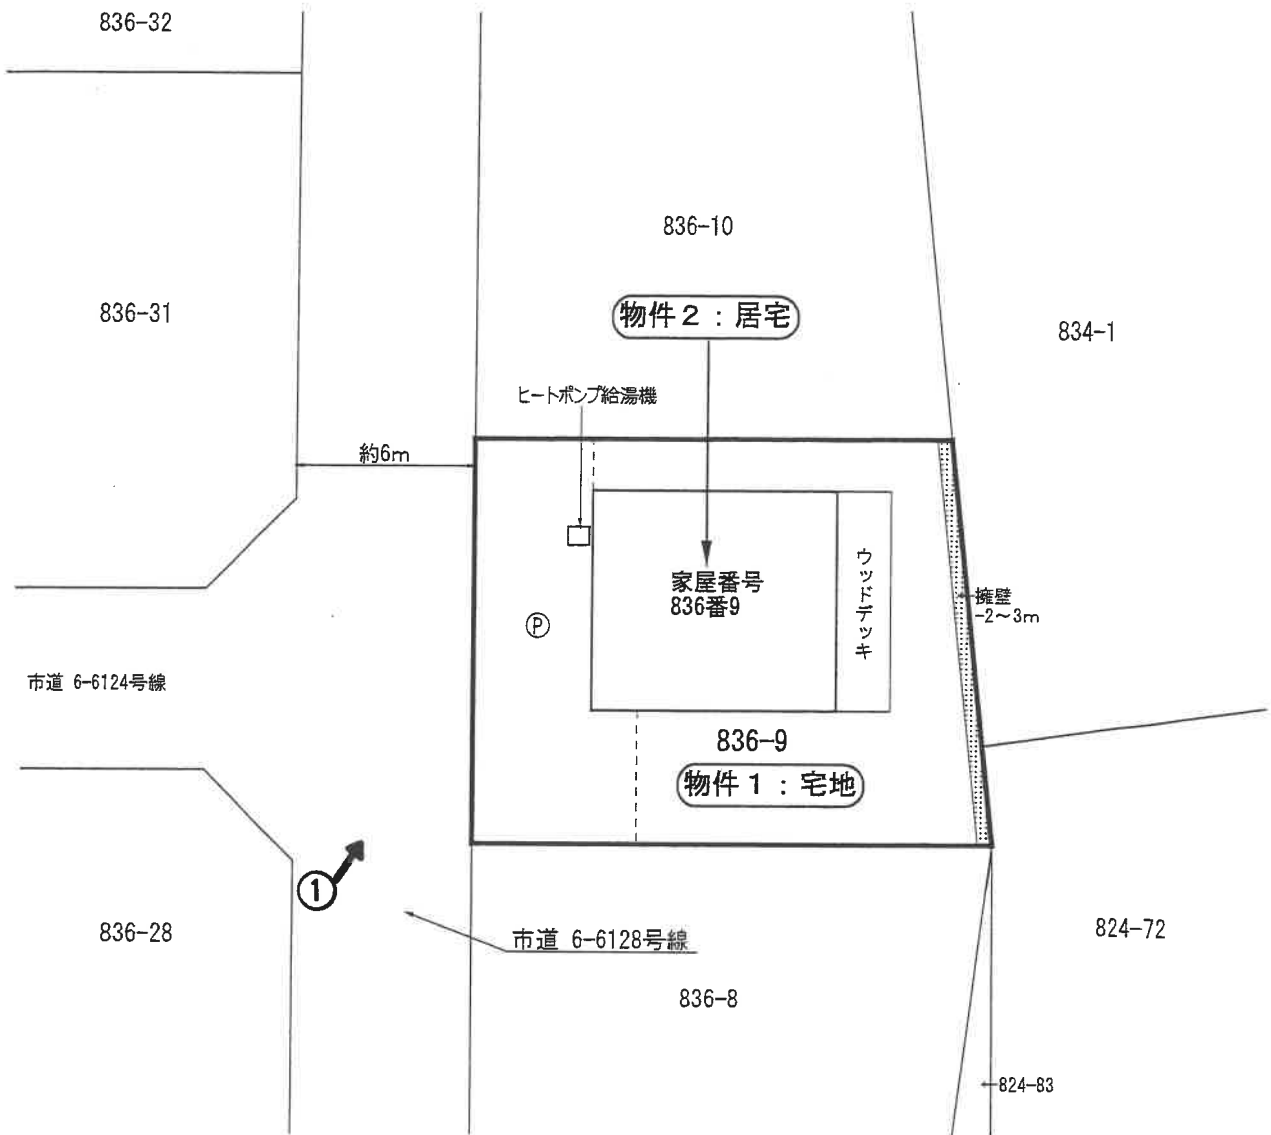 836-32
836-10
836-31
物件2：居宅
834-1
ヒートポンプ給湯機
約6m
家屋番号
836番9
ウッドデッキ
擁壁
-2～3m
Ⓟ
市道 6-6124号線
836-9
物件1：宅地
①
836-28
市道 6-6128号線
824-72
836-8
824-83